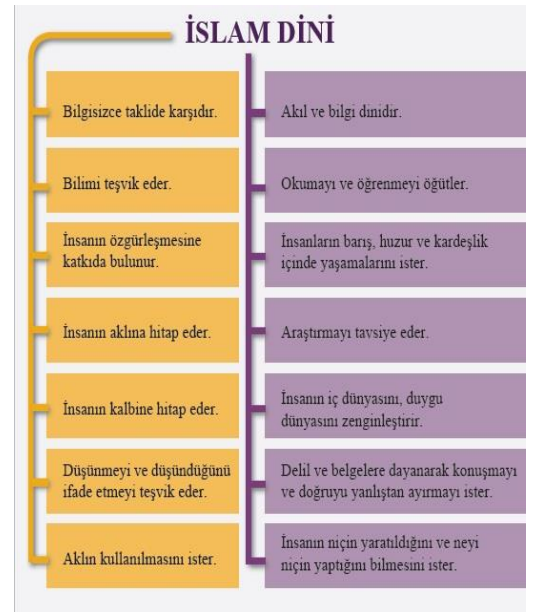 İSLAM DİNİ
Bilgisizce taklide karşıdır.
Akıl ve bilgi dinidir.
Bilimi teşvik eder.
Okumayı ve öğrenmeyi öğütler.
İnsanın özgürleşmesine
katkıda bulunur.
İnsanların barış, huzur ve kardeşlik
içinde yaşamalarını ister.
İnsanın aklına hitap eder.
Araştırmayı tavsiye eder.
İnsanın kalbine hitap eder.
İnsanın iç dünyasını, duygu
dünyasını zenginleştirir.
Düşünmeyi ve düşündüğünü
ifade etmeyi teşvik eder.
Delil ve belgelere dayanarak konuşmayı
ve doğruyu yanlıştan ayırmayı ister.
Aklın kullanılmasını ister.
İnsanın niçin yaratıldığını ve neyi
niçin yaptığını bilmesini ister.